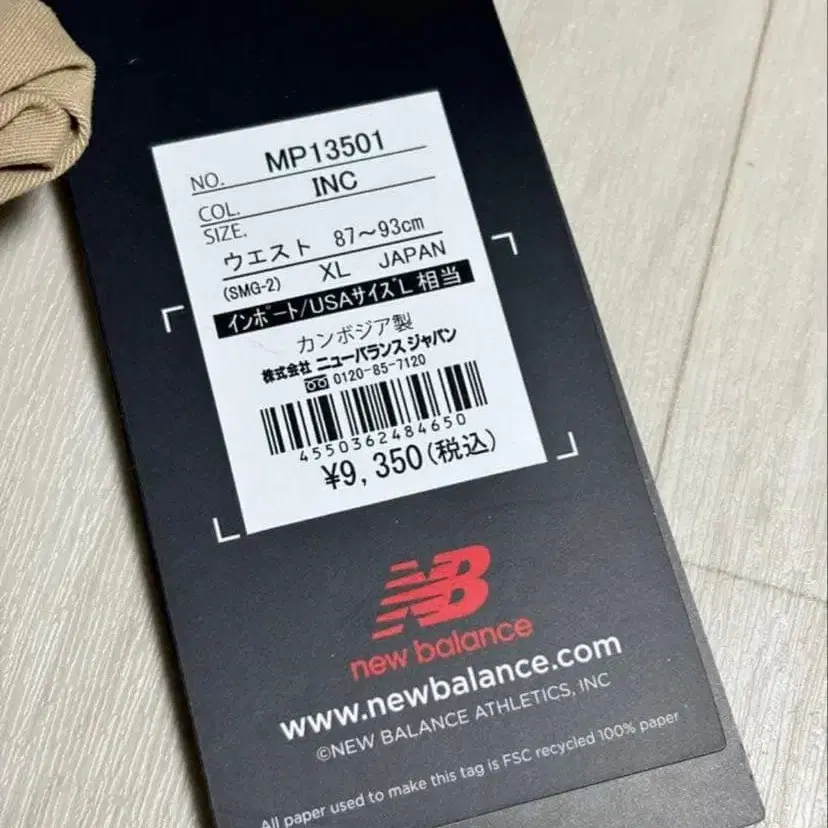 NO. MP13501
COL. INC
SIZE.
ウエスト 87～93cm
(SMG-2) XL JAPAN
インポート/USAサイズL 相当
カンボジア製
株式会社 ニューバランス ジャパン
0120-85-7120
4550362484650
¥9,350(税込)
NB
new balance
www.newbalance.com
©NEW BALANCE ATHLETICS, INC
All paper used to make this tag is FSC recycled 100% paper